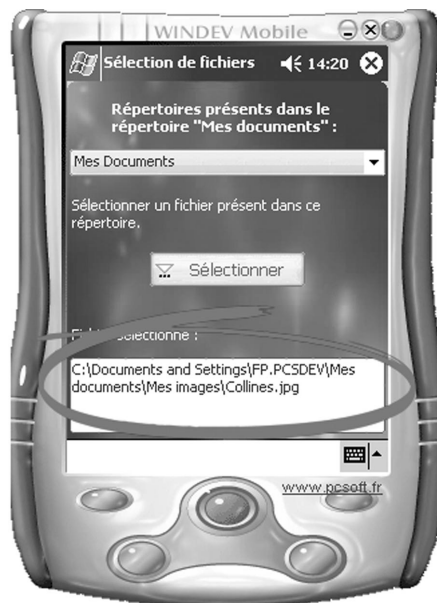 WINDEV Mobile
Sélection de fichiers 14:20
Répertoires présents dans le
répertoire "Mes documents" :
Mes Documents
Sélectionner un fichier présent dans ce
répertoire.
Sélectionner
Fichier sélectionné :
C:\Documents and Settings\FP.PCSDEV\Mes
documents\Mes images\Collines.jpg
www.pcsoft.fr